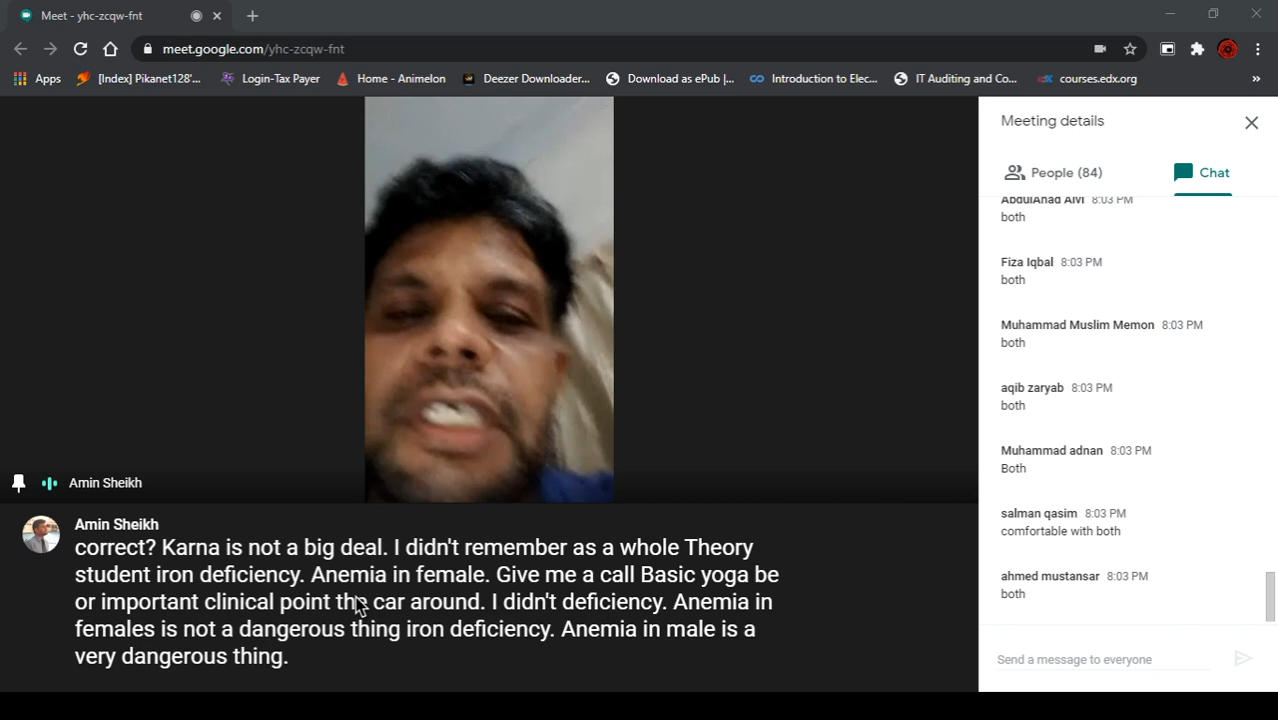 Meet - yhc-zcqw-fnt
meet.google.com/yhc-zcqw-fnt
Apps [Index] Pikanet128'... Login-Tax Payer Home - Animelon Deezer Downloader... Download as ePub |... Introduction to Elec... IT Auditing and Co... courses.edx.org »
Amin Sheikh
Amin Sheikh
correct? Karna is not a big deal. I didn't remember as a whole Theory
student iron deficiency. Anemia in female. Give me a call Basic yoga be
or important clinical point the car around. I didn't deficiency. Anemia in
females is not a dangerous thing iron deficiency. Anemia in male is a
very dangerous thing.
Meeting details
People (84) Chat
AbdulAhad Alvi 8:03 PM
both
Fiza Iqbal 8:03 PM
both
Muhammad Muslim Memon 8:03 PM
both
aqib zaryab 8:03 PM
both
Muhammad adnan 8:03 PM
Both
salman qasim 8:03 PM
comfortable with both
ahmed mustansar 8:03 PM
both
Send a message to everyone